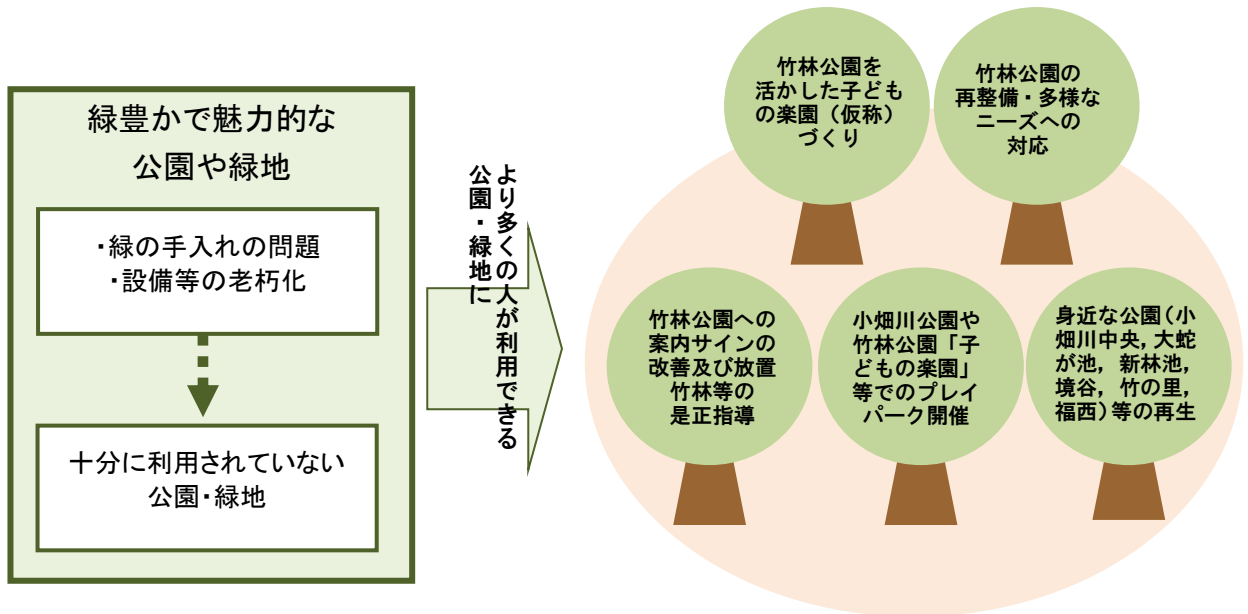 緑豊かで魅力的な
公園や緑地
・緑の手入れの問題
・設備等の老朽化
十分に利用されていない
公園・緑地
より多くの人が利用できる
公園・緑地に
竹林公園を
活かした子ども
の楽園（仮称）
づくり
竹林公園の
再整備・多様な
ニーズへの
対応
竹林公園への
案内サインの
改善及び放置
竹林等の
是正指導
小畑川公園や
竹林公園「子
どもの楽園」
等でのプレイ
パーク開催
身近な公園（小
畑川中央，大蛇
が池，新林池，
境谷，竹の里，
福西）等の再生